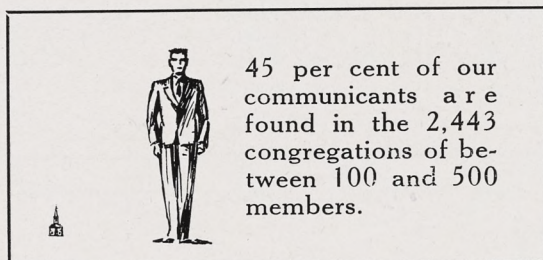 45 per cent of our
communicants are
found in the 2,443
congregations of be-
tween 100 and 500
members.